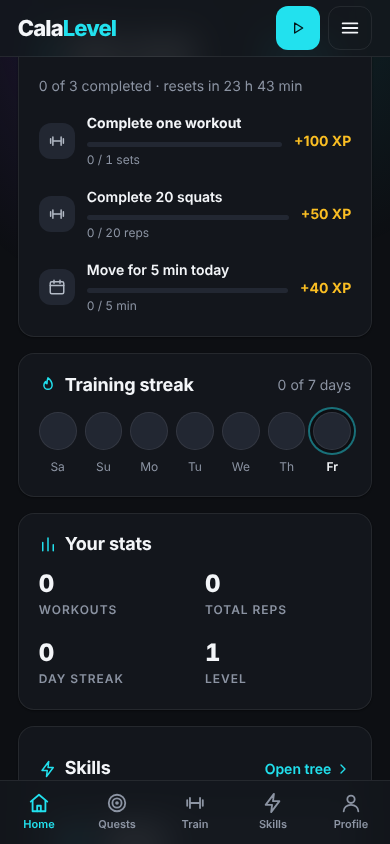 CalaLevel
0 of 3 completed · resets in 23 h 43 min
Complete one workout
+100 XP
0 / 1 sets
Complete 20 squats
+50 XP
0 / 20 reps
Move for 5 min today
+40 XP
0 / 5 min
Training streak 0 of 7 days
Sa Su Mo Tu We Th Fr
Your stats
0 0
WORKOUTS TOTAL REPS
0 1
DAY STREAK LEVEL
Skills Open tree
Home Quests Train Skills Profile